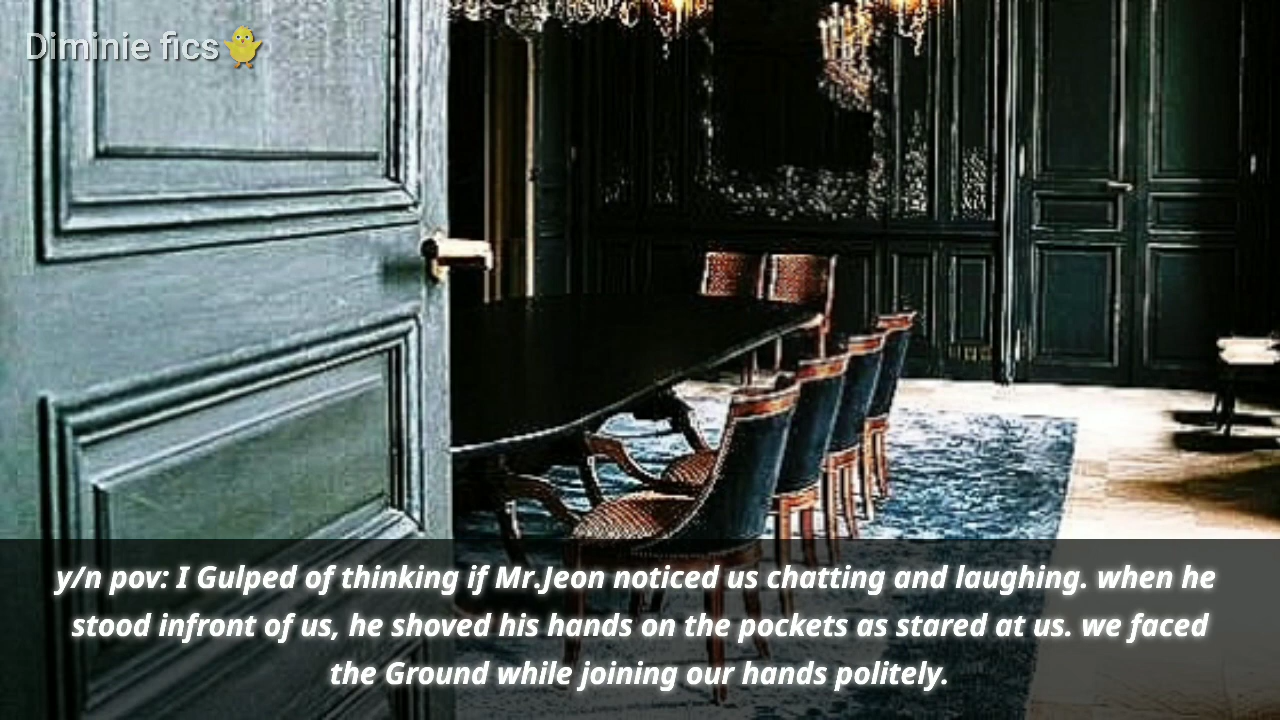 Diminie fics🐥
y/n pov: I Gulped of thinking if Mr.Jeon noticed us chatting and laughing. when he
stood infront of us, he shoved his hands on the pockets as stared at us. we faced
the Ground while joining our hands politely.